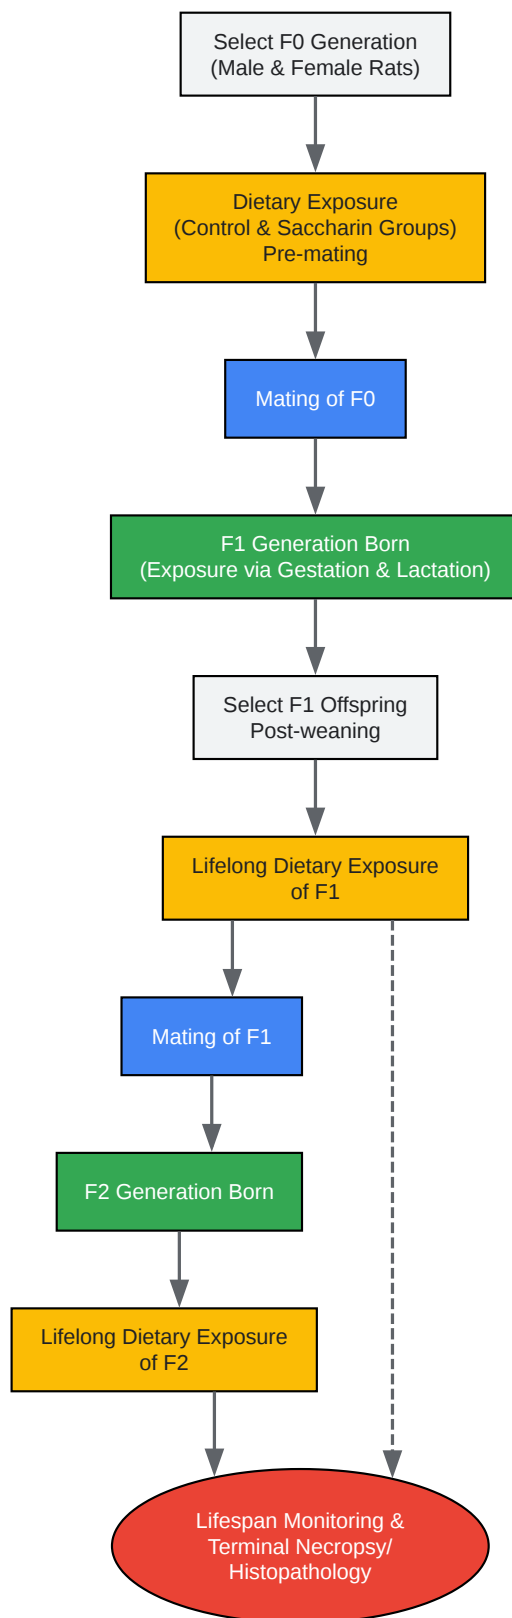 Select F0 Generation
(Male & Female Rats)
Dietary Exposure
(Control & Saccharin Groups)
Pre-mating
Mating of F0
F1 Generation Born
(Exposure via Gestation & Lactation)
Select F1 Offspring
Post-weaning
Lifelong Dietary Exposure
of F1
Mating of F1
F2 Generation Born
Lifelong Dietary Exposure
of F2
Lifespan Monitoring &
Terminal Necropsy/
Histopathology